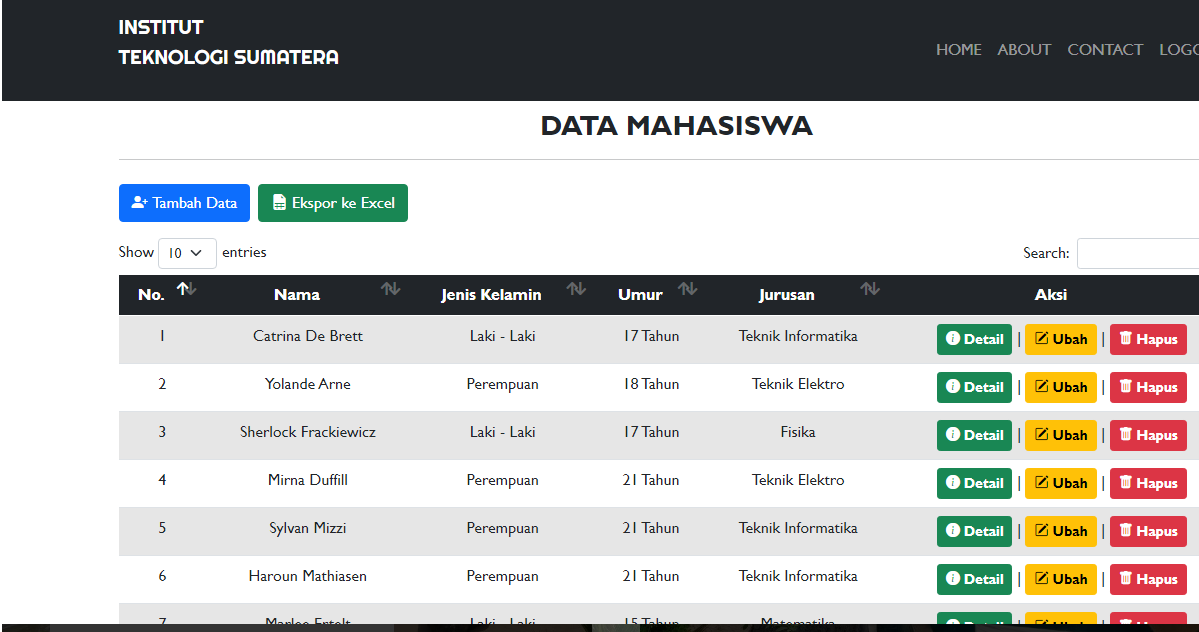 INSTITUT
TEKNOLOGI SUMATERA
HOME ABOUT CONTACT
DATA MAHASISWA
Tambah Data Ekspor ke Excel
Show 10 entries Search:
No. Nama Jenis Kelamin Umur Jurusan Aksi
1 Catrina De Brett Laki - Laki 17 Tahun Teknik Informatika Detail | Ubah | Hapus
2 Yolande Arne Perempuan 18 Tahun Teknik Elektro Detail | Ubah | Hapus
3 Sherlock Frackiewicz Laki - Laki 17 Tahun Fisika Detail | Ubah | Hapus
4 Mirna Duffill Perempuan 21 Tahun Teknik Elektro Detail | Ubah | Hapus
5 Sylvan Mizzi Perempuan 21 Tahun Teknik Informatika Detail | Ubah | Hapus
6 Haroun Mathiasen Perempuan 21 Tahun Teknik Informatika Detail | Ubah | Hapus
7 Marlee Ertelt Laki - Laki 15 Tahun Matematika Detail | Ubah | Hapus